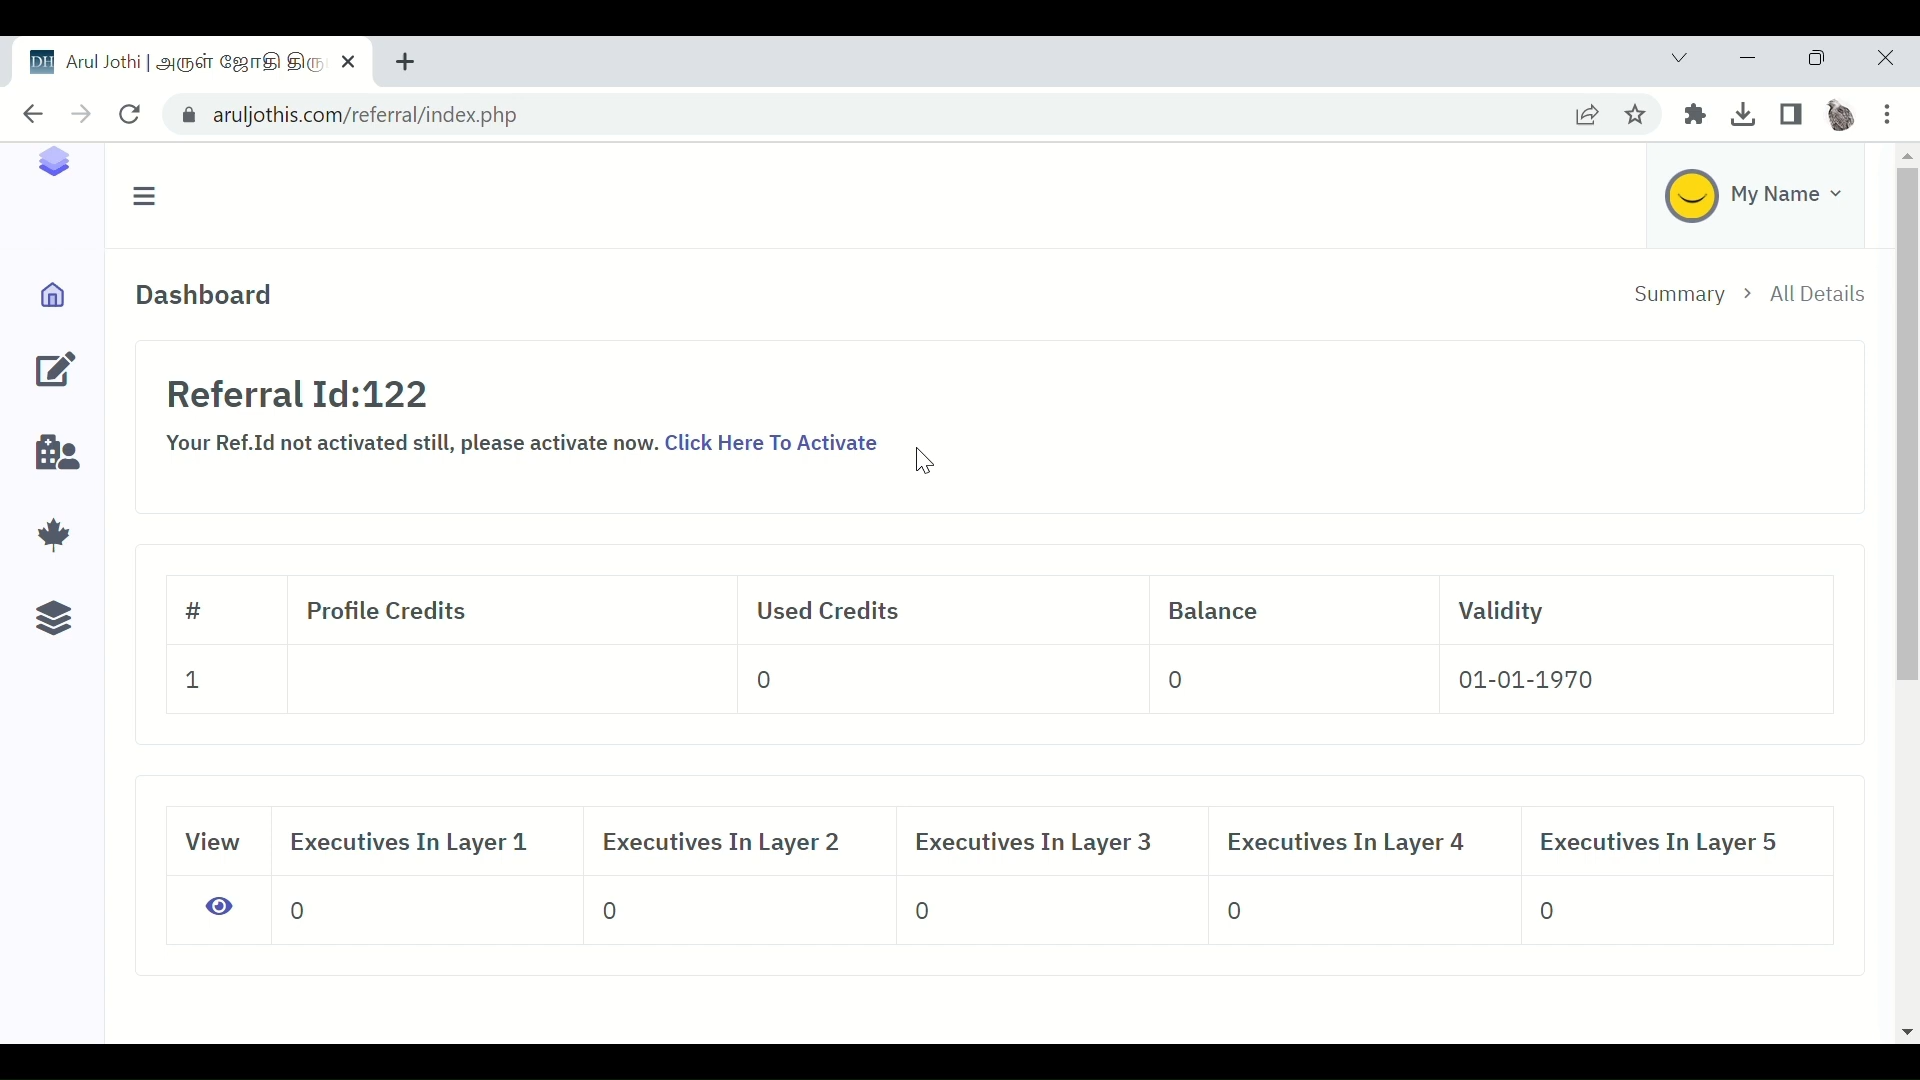 DH Arul Jothi | அருள் ஜோதி திரு
aruljothis.com/referral/index.php
My Name
Dashboard
Summary > All Details
Referral Id:122
Your Ref.Id not activated still, please activate now. Click Here To Activate
# Profile Credits Used Credits Balance Validity
1 0 0 01-01-1970
View Executives In Layer 1 Executives In Layer 2 Executives In Layer 3 Executives In Layer 4 Executives In Layer 5
0 0 0 0 0